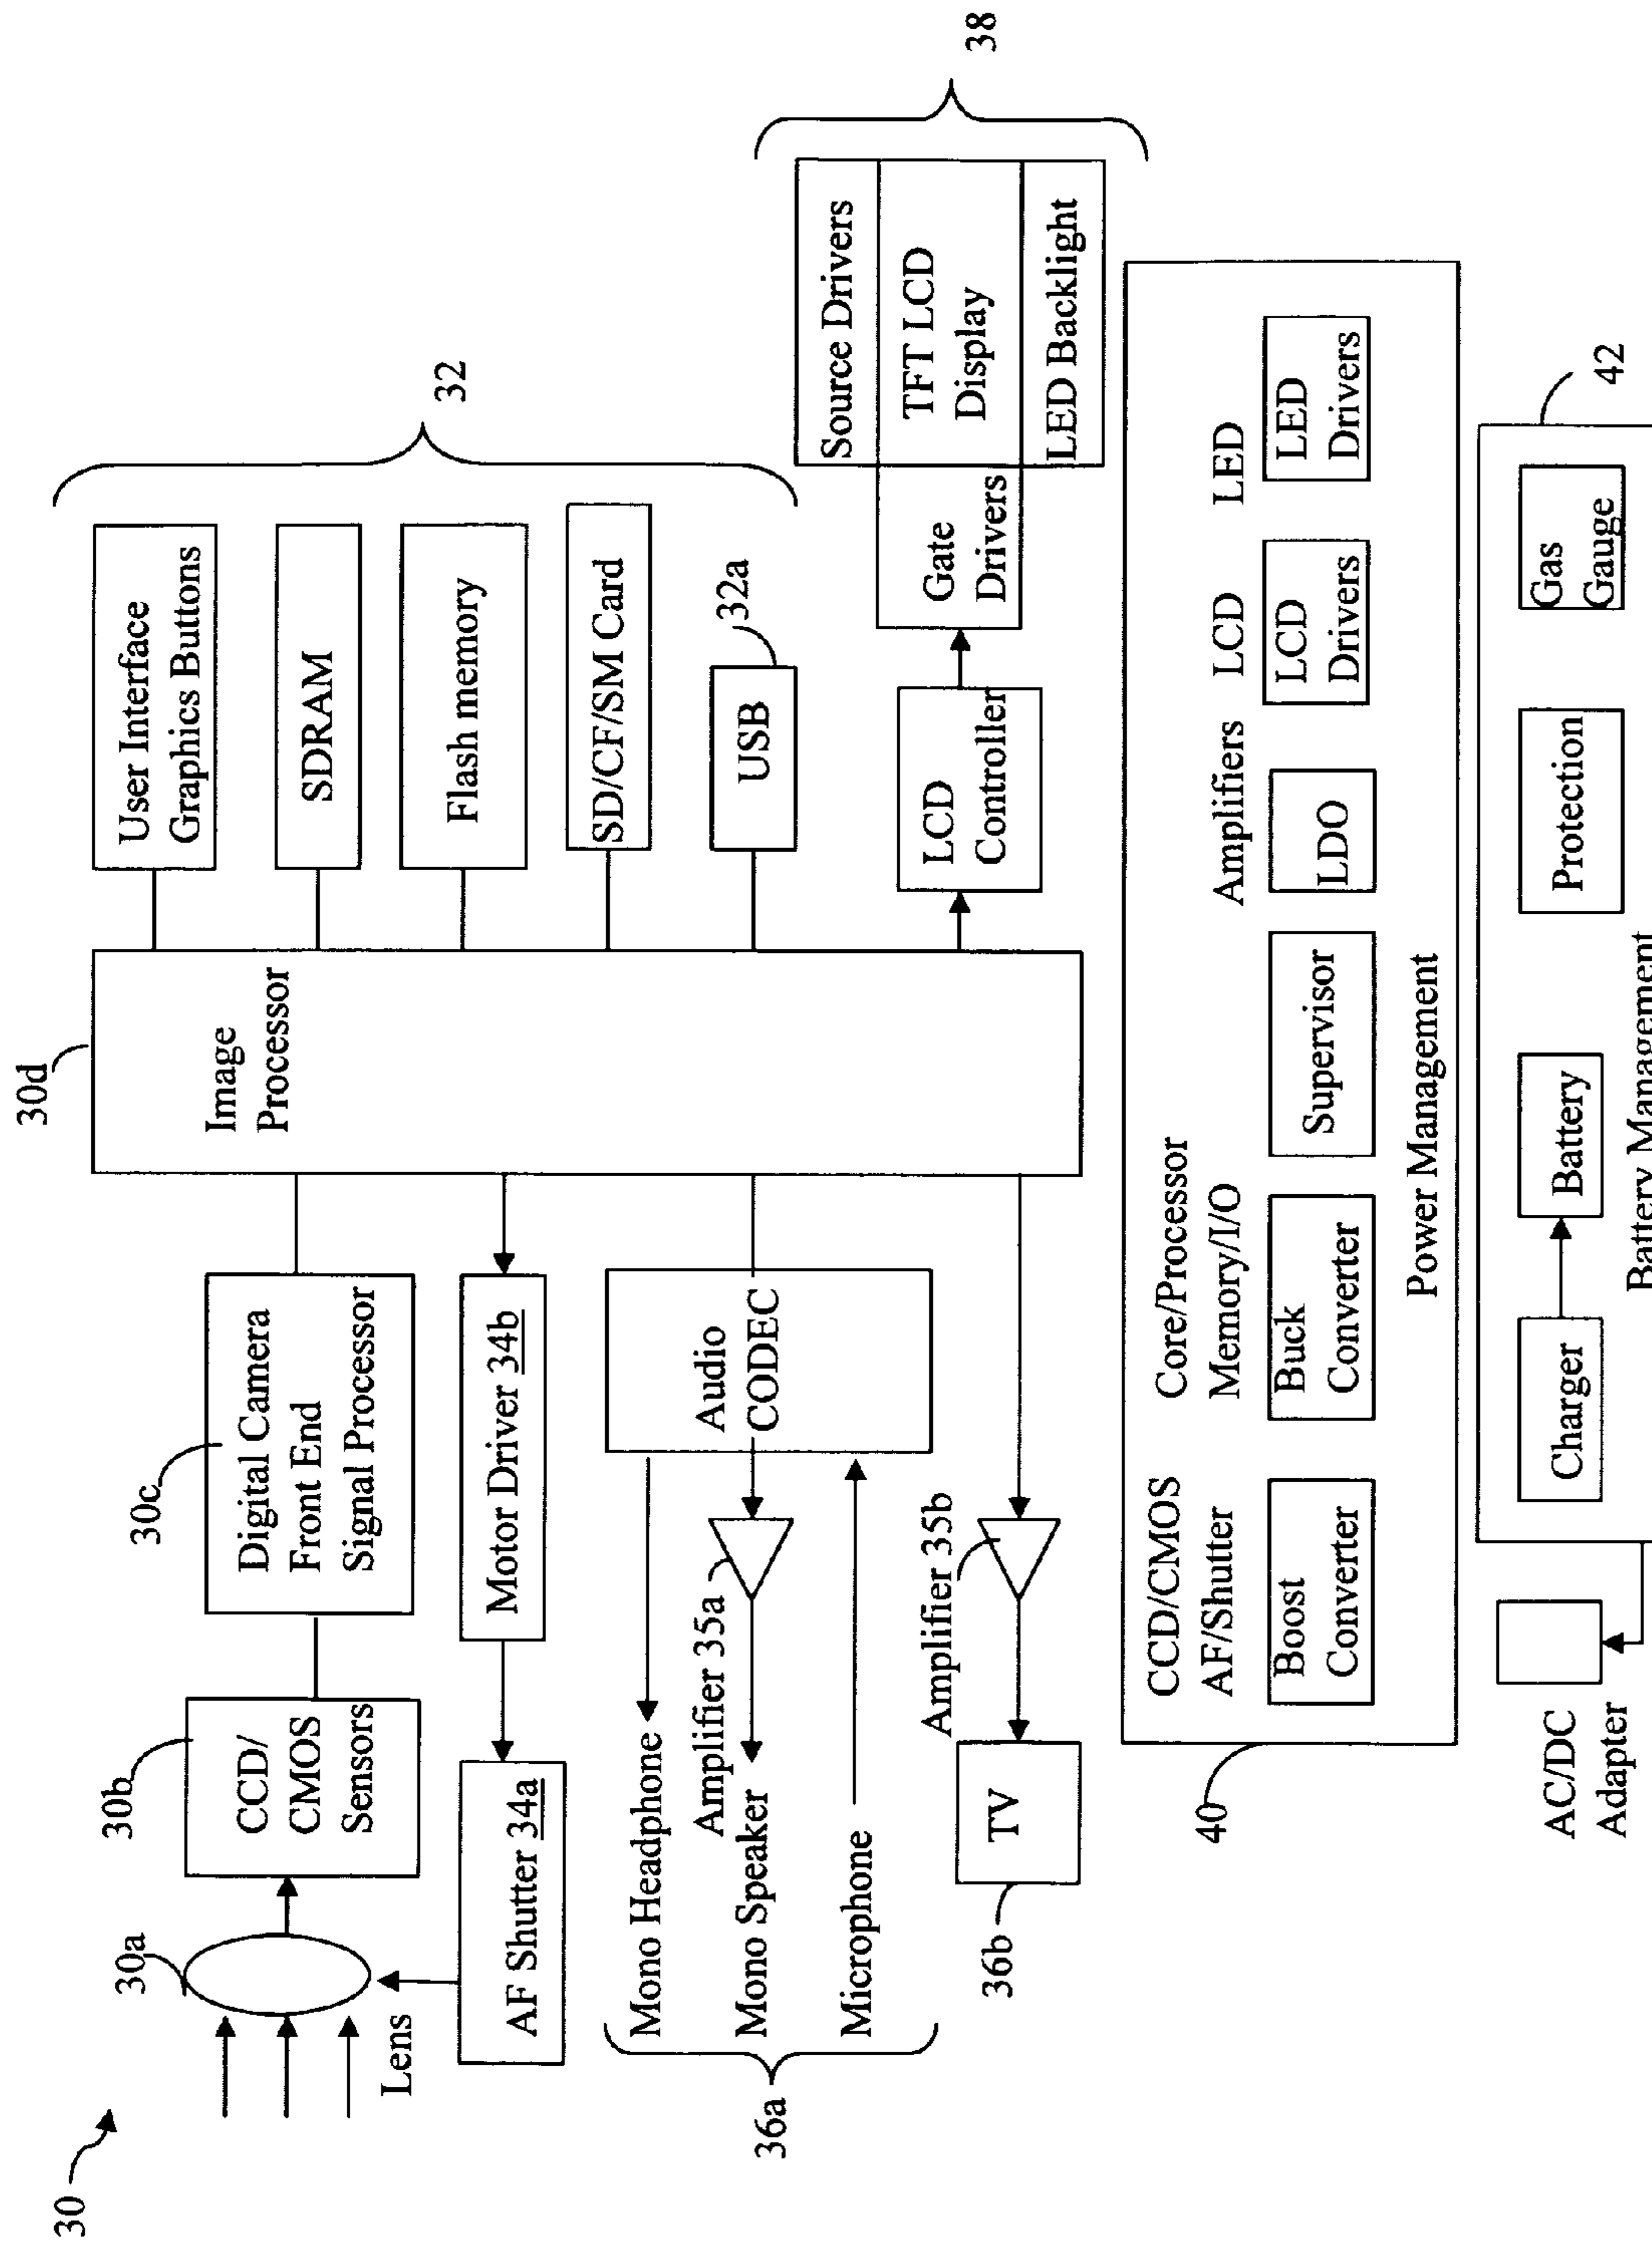 30
30a
Lens
30b
CCD/
CMOS
Sensors
30c
Digital Camera
Front End
Signal Processor
30d
Image
Processor
User Interface
Graphics Buttons
SDRAM
Flash memory
SD/CF/SM Card
USB
32a
32
AF Shutter 34a
Motor Driver 34b
36a
Mono Headphone
Amplifier 35a
Mono Speaker
Microphone
Audio
CODEC
Amplifier 35b
TV
36b
LCD
Controller
Gate
Drivers
Source Drivers
TFT LCD
Display
LED Backlight
38
40
CCD/CMOS
AF/Shutter
Boost
Converter
Core/Processor
Memory/I/O
Buck
Converter
Supervisor
Amplifiers
LDO
LCD
LCD
Drivers
LED
LED
Drivers
Power Management
AC/DC
Adapter
Charger
Battery
Protection
Gas
Gauge
42
Battery Management